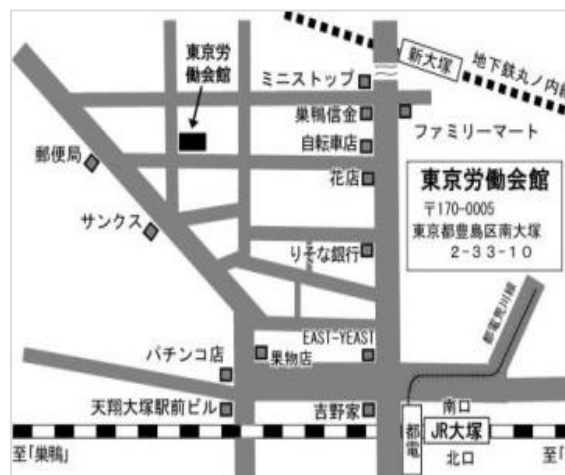 東京労
働会館
新大塚
地下鉄丸ノ内線
ミニストップ
巣鴨信金
ファミリーマート
自転車店
郵便局
花店
東京労働会館
〒170-0005
東京都豊島区南大塚
2-33-10
サンクス
りそな銀行
都電荒川線
EAST-YEAST
パチンコ店
果物店
天翔大塚駅前ビル
吉野家
南口
都電
JR大塚
至「巣鴨」
北口
至「